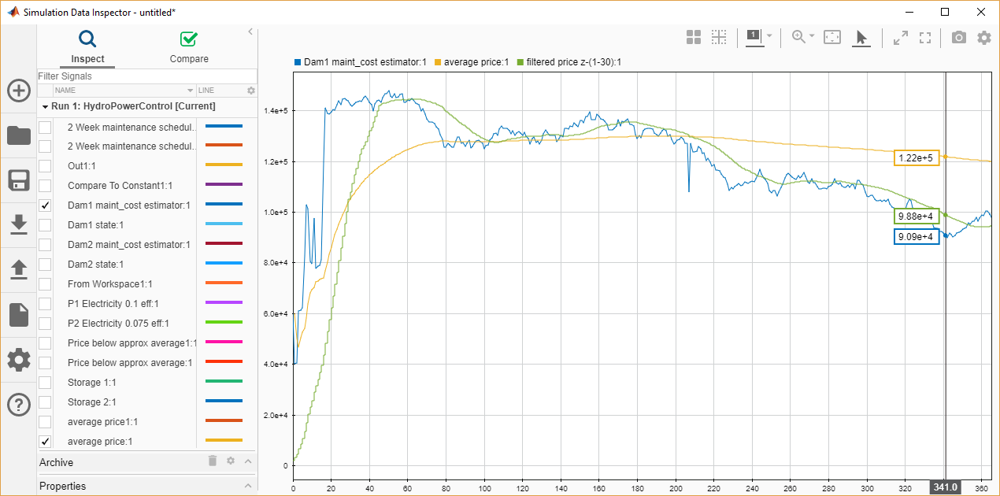 Simulation Data Inspector - untitled*
Inspect
Compare
Filter Signals
NAME
LINE
Run 1: HydroPowerControl [Current]
2 Week maintenance schedul..
2 Week maintenance schedul..
Out1:1
Compare To Constant1:1
Dam1 maint_cost estimator:1
Dam1 state:1
Dam2 maint_cost estimator:1
Dam2 state:1
From Workspace1:1
P1 Electricity 0.1 eff:1
P2 Electricity 0.075 eff:1
Price below approx average1:1
Price below approx average:1
Storage 1:1
Storage 2:1
average price1:1
average price:1
Archive
Properties
1
Dam1 maint_cost estimator:1 average price:1 filtered price z-(1-30):1
1.4e+5
1.2e+5
1.0e+5
8.0e+4
6.0e+4
4.0e+4
2.0e+4
0
1.22e+5
9.88e+4
9.09e+4
0 20 40 60 80 100 120 140 160 180 200 220 240 260 280 300 320 341.0 360